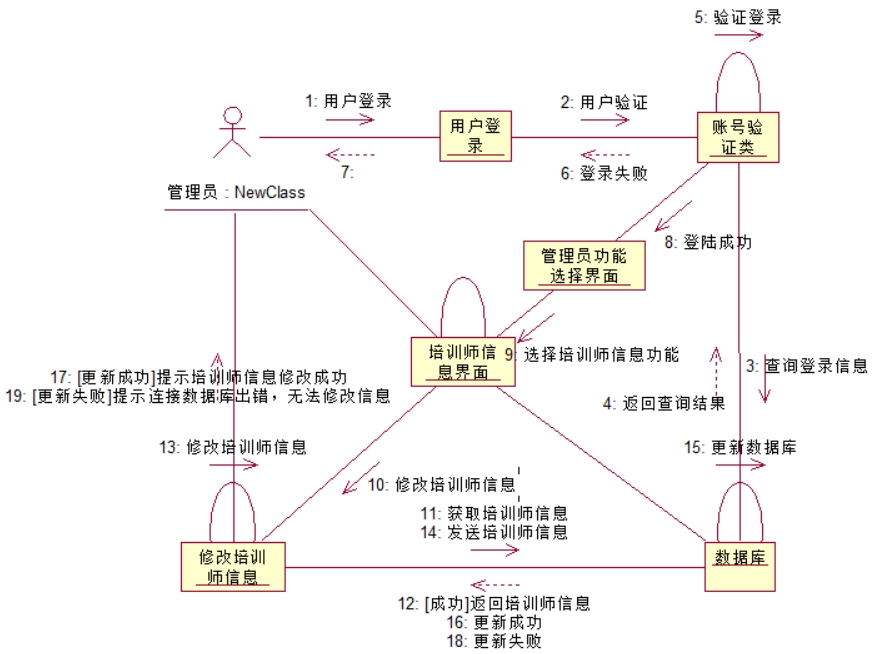 5: 验证登录
1: 用户登录
2: 用户验证
用户登
录
账号验
证类
7:
6: 登录失败
管理员 : NewClass
8: 登陆成功
管理员功能
选择界面
培训师信
息界面
9: 选择培训师信息功能
3: 查询登录信息
17: [更新成功]提示培训师信息修改成功
19: [更新失败]提示连接数据库出错，无法修改信息
4: 返回查询结果
13: 修改培训师信息
15: 更新数据库
10: 修改培训师信息
11: 获取培训师信息
14: 发送培训师信息
修改培训
师信息
数据库
12: [成功]返回培训师信息
16: 更新成功
18: 更新失败